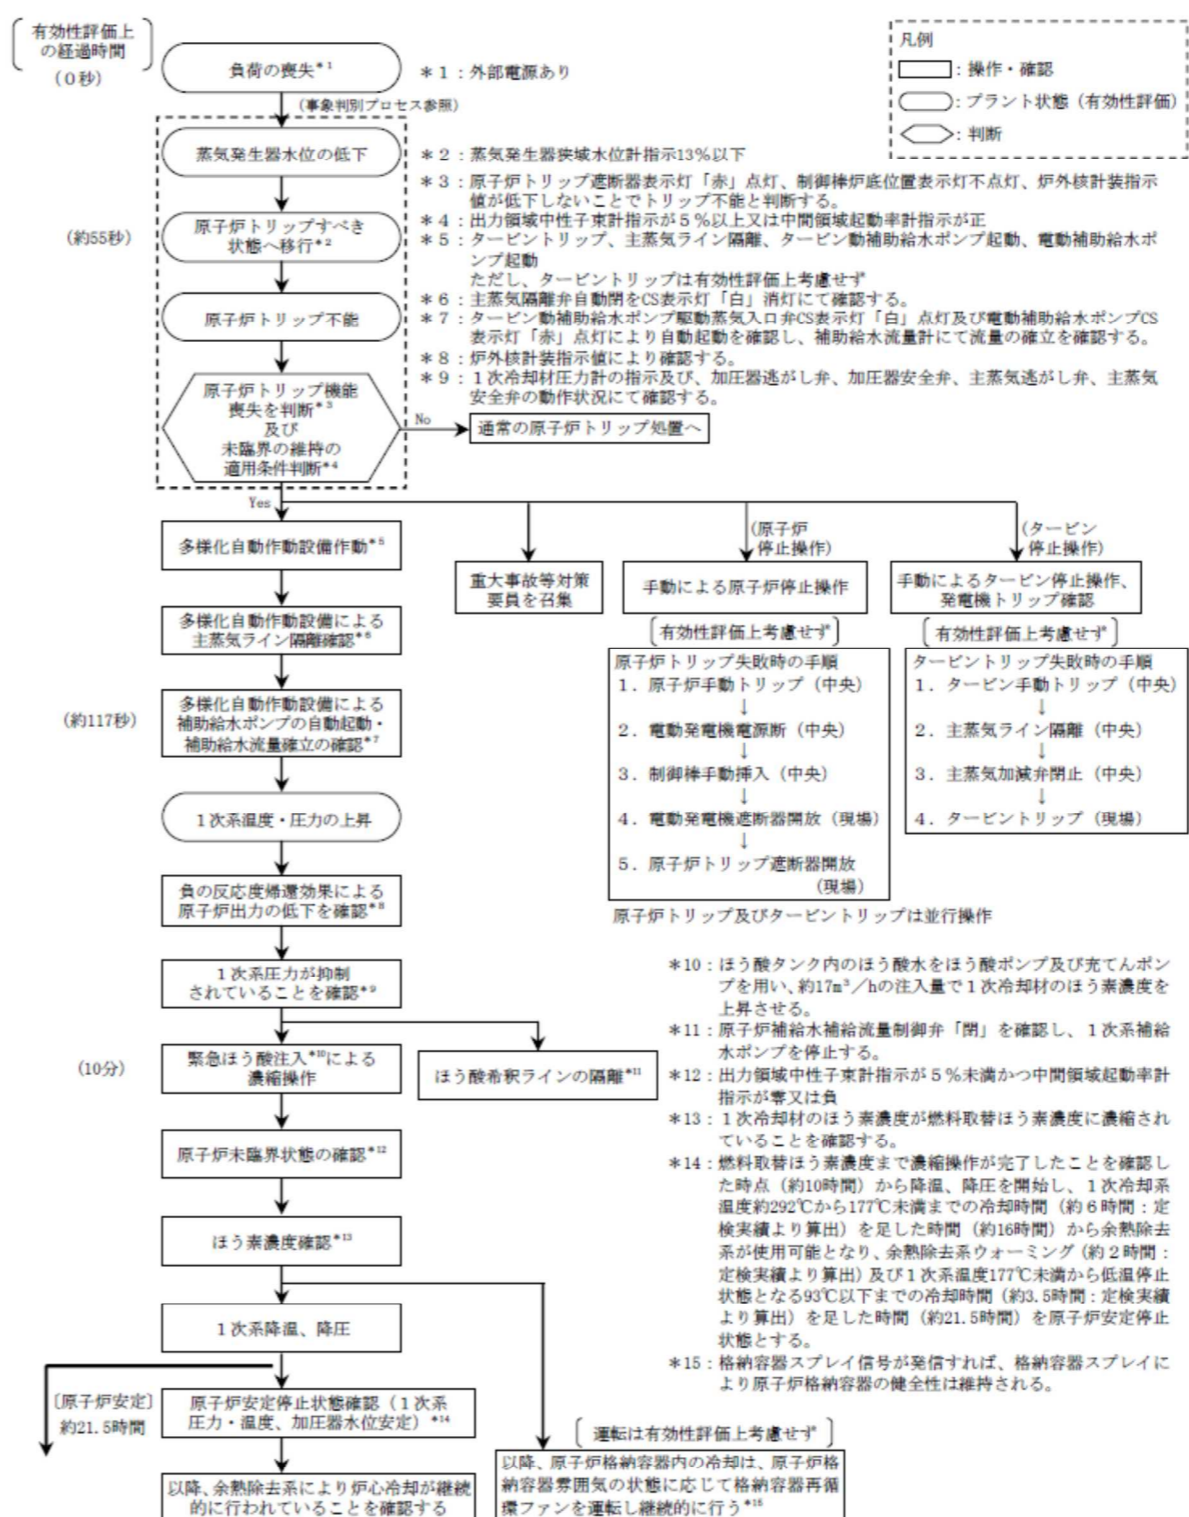 有効性評価上
の経過時間
(0秒)
負荷の喪失*1
*1:外部電源あり
(事象判別プロセス参照)
凡例
:操作・確認
:プラント状態(有効性評価)
:判断
蒸気発生器水位の低下
(約55秒)
原子炉トリップすべき
状態へ移行*2
原子炉トリップ不能
原子炉トリップ機能
喪失を判断*3
及び
未臨界の維持の
適用条件判断*4
No
通常の原子炉トリップ処置へ
Yes
*2:蒸気発生器狭域水位計指示13%以下
*3:原子炉トリップ遮断器表示灯「赤」点灯、制御棒炉底位置表示灯不点灯、炉外核計装指示
値が低下しないことでトリップ不能と判断する。
*4:出力領域中性子束計指示が5%以上又は中間領域起動率計指示が正
*5:タービントリップ、主蒸気ライン隔離、タービン動補助給水ポンプ起動、電動補助給水ポ
ンプ起動
ただし、タービントリップは有効性評価上考慮せず
*6:主蒸気隔離弁自動閉をCS表示灯「白」消灯にて確認する。
*7:タービン動補助給水ポンプ駆動蒸気入口弁CS表示灯「白」点灯及び電動補助給水ポンプCS
表示灯「赤」点灯により自動起動を確認し、補助給水流量計にて流量の確立を確認する。
*8:炉外核計装指示値により確認する。
*9:1次冷却材圧力計の指示及び、加圧器逃がし弁、加圧器安全弁、主蒸気逃がし弁、主蒸気
安全弁の動作状況にて確認する。
多様化自動作動設備作動*5
多様化自動作動設備による
主蒸気ライン隔離確認*6
(約117秒)
多様化自動作動設備による
補助給水ポンプの自動起動・
補助給水流量確立の確認*7
1次系温度・圧力の上昇
負の反応度帰還効果による
原子炉出力の低下を確認*8
1次系圧力が抑制
されていることを確認*9
重大事故等対策
要員を召集
(原子炉
停止操作)
手動による原子炉停止操作
有効性評価上考慮せず
原子炉トリップ失敗時の手順
1.原子炉手動トリップ(中央)
↓
2.電動発電機電源断(中央)
↓
3.制御棒手動挿入(中央)
↓
4.電動発電機遮断器開放(現場)
↓
5.原子炉トリップ遮断器開放
(現場)
(タービン
停止操作)
手動によるタービン停止操作、
発電機トリップ確認
有効性評価上考慮せず
タービントリップ失敗時の手順
1.タービン手動トリップ(中央)
↓
2.主蒸気ライン隔離(中央)
↓
3.主蒸気加減弁閉止(中央)
↓
4.タービントリップ(現場)
原子炉トリップ及びタービントリップは並行操作
(10分)
緊急ほう酸注入*10による
濃縮操作
ほう酸希釈ラインの隔離*11
原子炉未臨界状態の確認*12
ほう素濃度確認*13
1次系降温、降圧
〔原子炉安定〕
約21.5時間
原子炉安定停止状態確認(1次系
圧力・温度、加圧器水位安定)*14
以降、余熱除去系により炉心冷却が継続
的に行われていることを確認する
運転は有効性評価上考慮せず
以降、原子炉格納容器内の冷却は、原子炉格
納容器雰囲気の状態に応じて格納容器再循
環ファンを運転し継続的に行う*15
*10:ほう酸タンク内のほう酸水をほう酸ポンプ及び充てんポン
プを用い、約17m³/hの注入量で1次冷却材のほう素濃度を
上昇させる。
*11:原子炉補給水補給流量制御弁「閉」を確認し、1次系補給
水ポンプを停止する。
*12:出力領域中性子束計指示が5%未満かつ中間領域起動率計
指示が零又は負
*13:1次冷却材のほう素濃度が燃料取替ほう素濃度に濃縮され
ていることを確認する。
*14:燃料取替ほう素濃度まで濃縮操作が完了したことを確認し
た時点(約10時間)から降温、降圧を開始し、1次冷却系
温度約292℃から177℃未満までの冷却時間(約6時間:定
検実績より算出)を足した時間(約16時間)から余熱除去
系が使用可能となり、余熱除去系ウォーミング(約2時間:
定検実績より算出)及び1次系温度177℃未満から低温停止
状態となる93℃以下までの冷却時間(約3.5時間:定検実績
より算出)を足した時間(約21.5時間)を原子炉安定停止
状態とする。
*15:格納容器スプレイ信号が発信すれば、格納容器スプレイに
より原子炉格納容器の健全性は維持される。